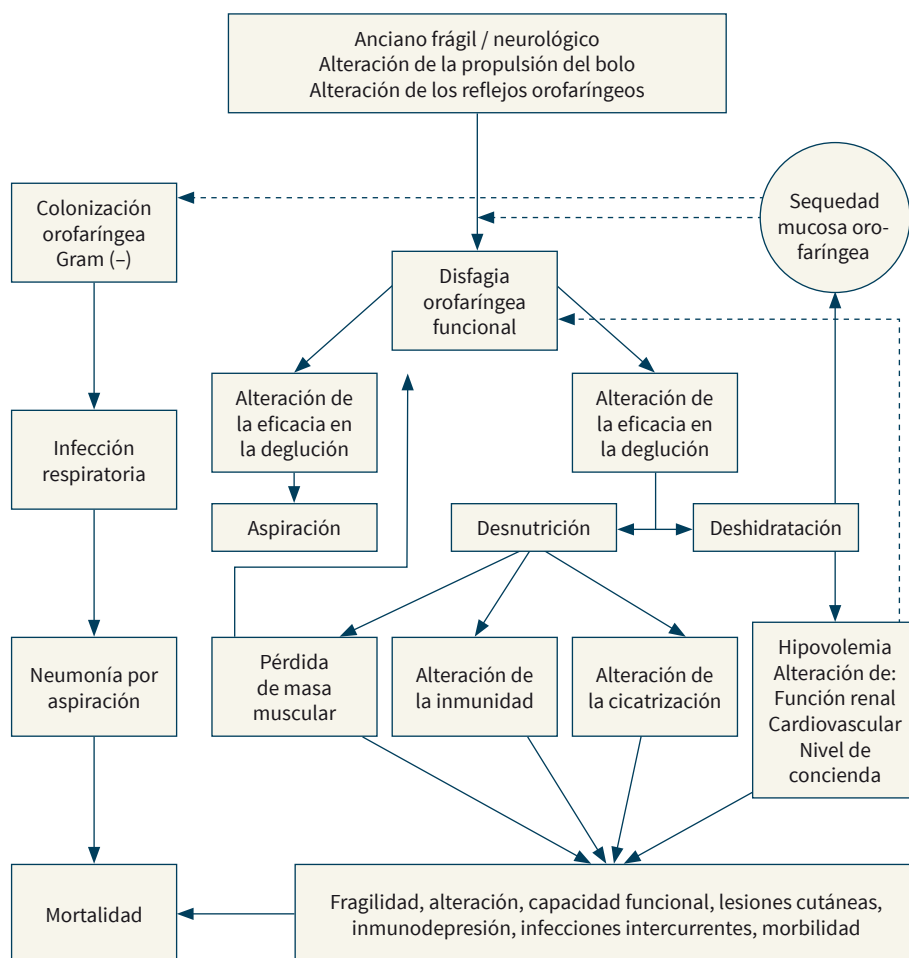 Anciano frágil / neurológico
Alteración de la propulsión del bolo
Alteración de los reflejos orofaríngeos
Colonización
orofaríngea
Gram (–)
Sequedad
mucosa oro-
faríngea
Disfagia
orofaríngea
funcional
Alteración de
la eficacia en
la deglución
Alteración de
la eficacia en
la deglución
Infección
respiratoria
Aspiración
Desnutrición
Deshidratación
Neumonía por
aspiración
Pérdida
de masa
muscular
Alteración de
la inmunidad
Alteración de
la cicatrización
Hipovolemia
Alteración de:
Función renal
Cardiovascular
Nivel de
concienda
Mortalidad
Fragilidad, alteración, capacidad funcional, lesiones cutáneas,
inmunodepresión, infecciones intercurrentes, morbilidad